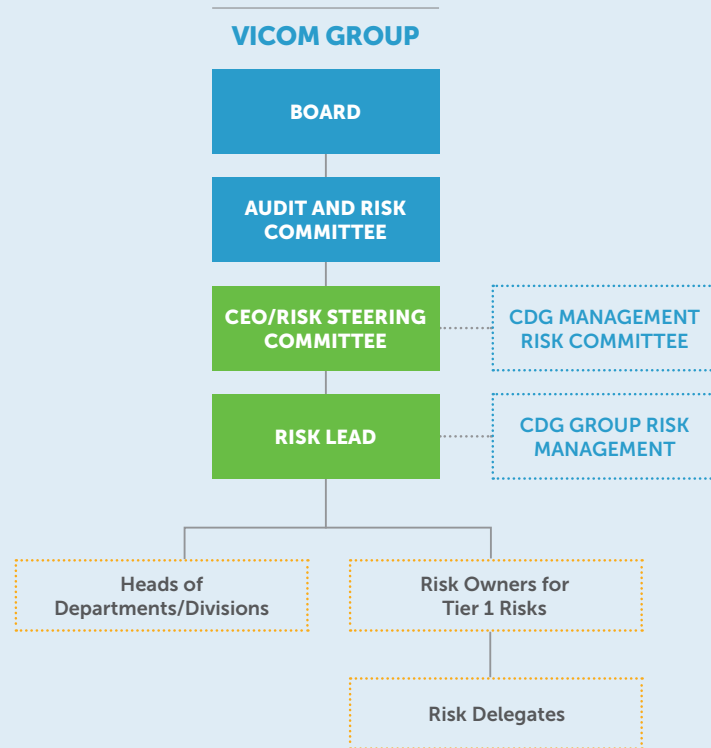 VICOM GROUP
BOARD
AUDIT AND RISK
COMMITTEE
CEO/RISK STEERING
COMMITTEE
CDG MANAGEMENT
RISK COMMITTEE
RISK LEAD
CDG GROUP RISK
MANAGEMENT
Heads of
Departments/Divisions
Risk Owners for
Tier 1 Risks
Risk Delegates